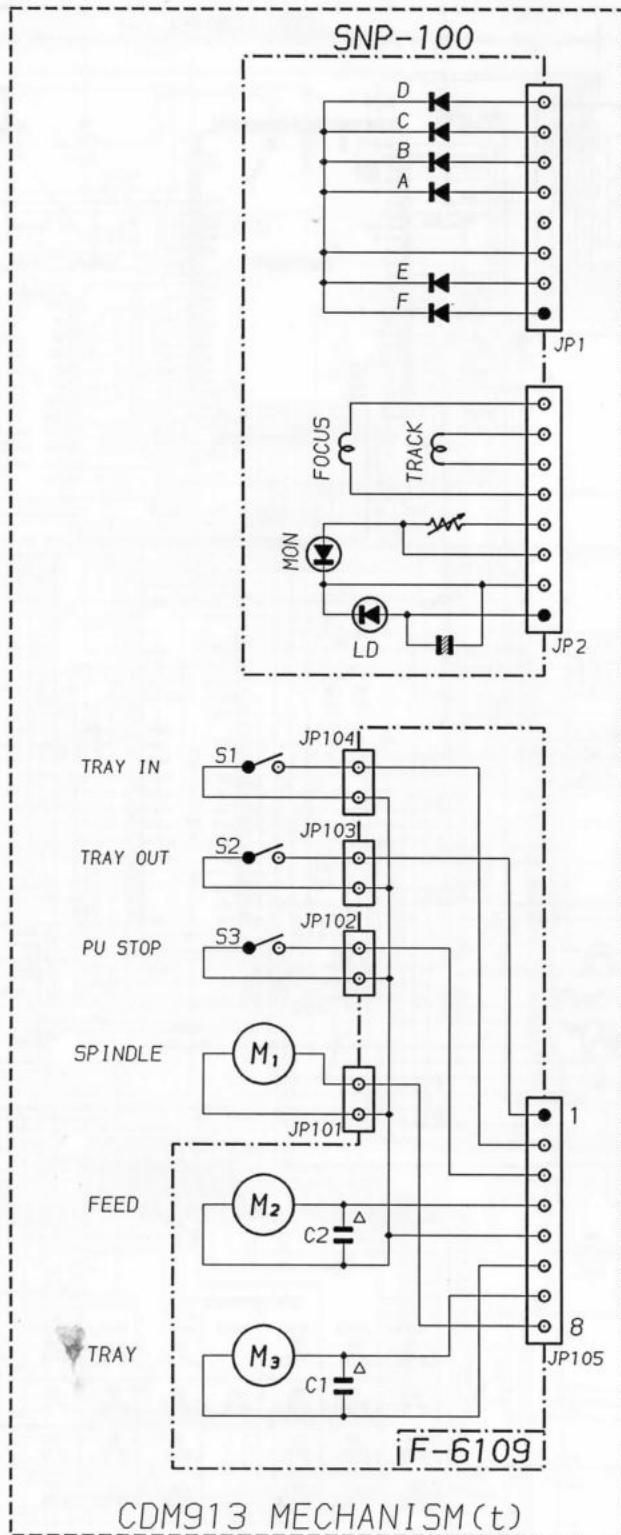 SNP-100
D
C
B
A
E
F
JP1
FOCUS
TRACK
MON
LD
JP2
JP104
TRAY IN
S1
JP103
TRAY OUT
S2
JP102
PU STOP
S3
SPINDLE
M1
JP101
1
FEED
M2
C2
TRAY
M3
C1
8
JP105
F-6109
CDM913 MECHANISM(t)